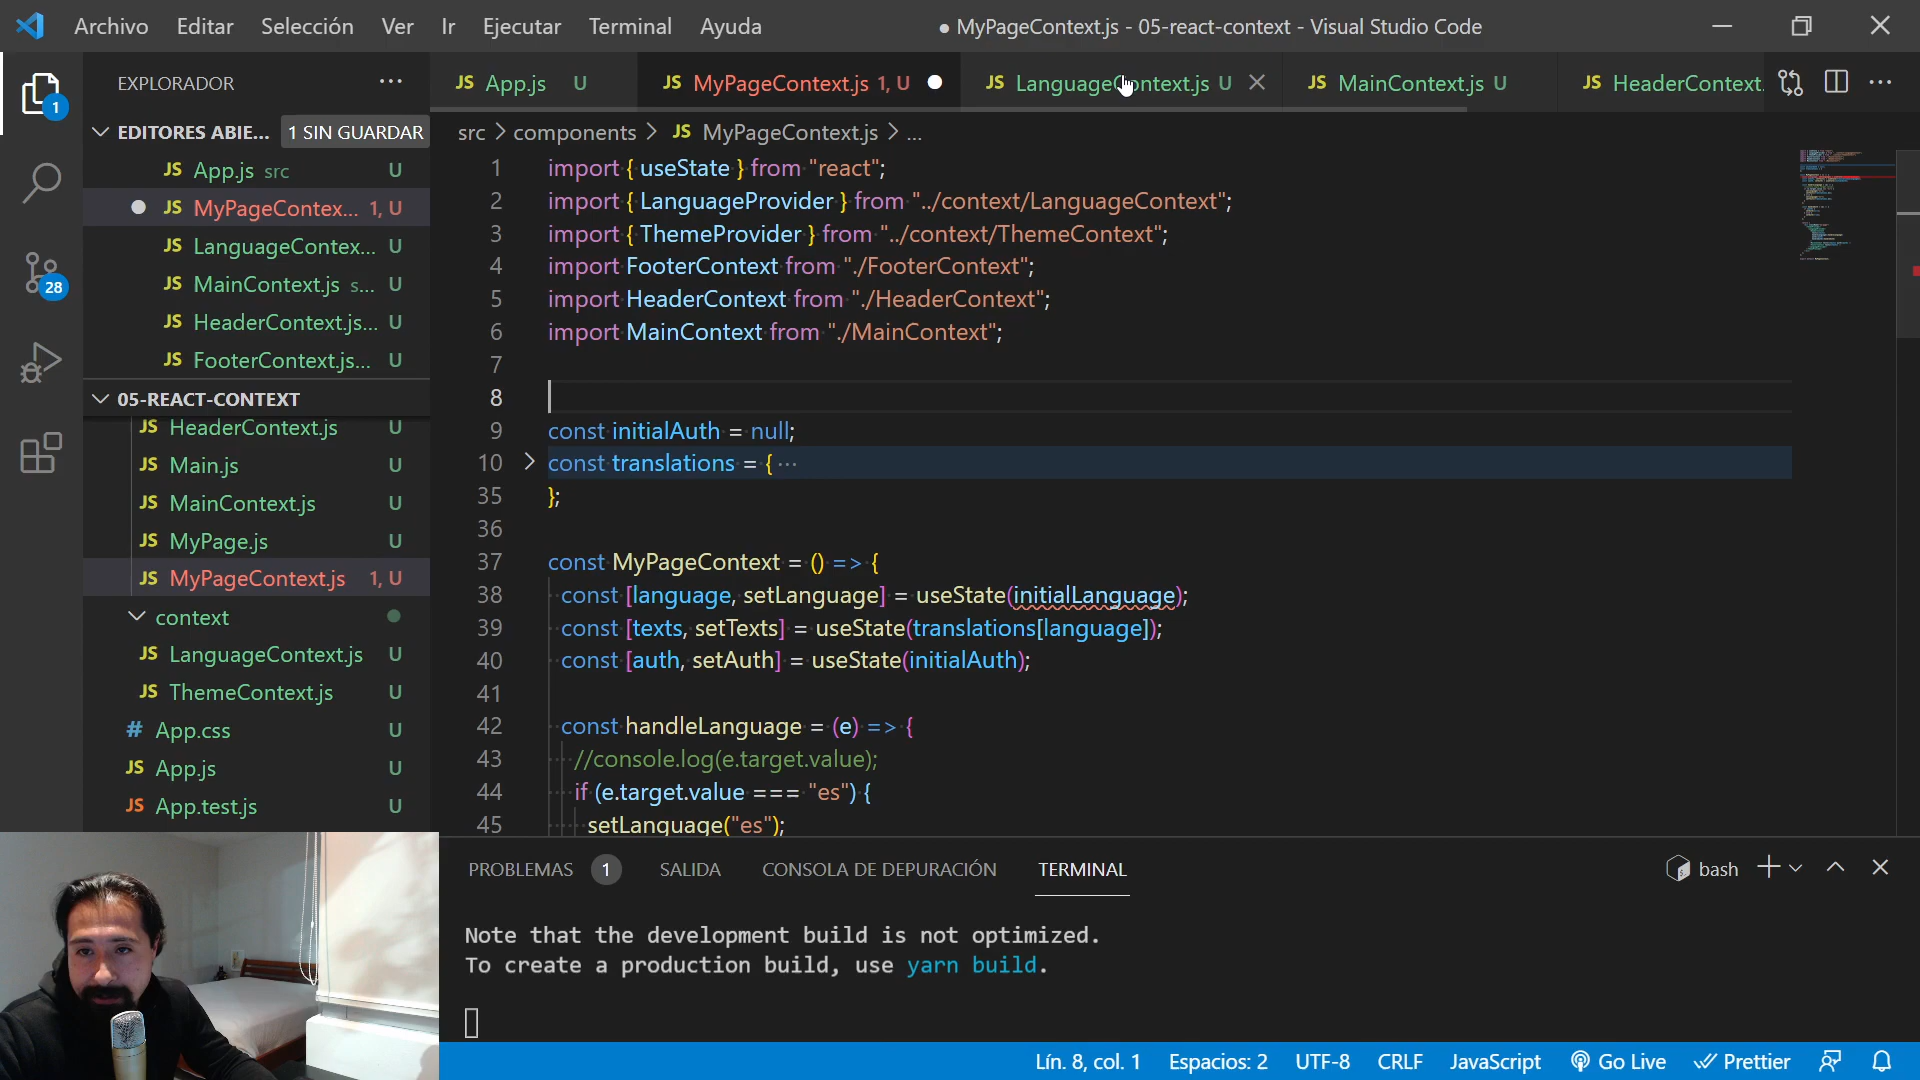 Archivo Editar Selección Ver Ir Ejecutar Terminal Ayuda
● MyPageContext.js - 05-react-context - Visual Studio Code
EXPLORADOR ...
JS App.js U
JS MyPageContext.js 1, U
JS LanguageContext.js U
JS MainContext.js U
JS HeaderContext.
1
EDITORES ABIE... 1 SIN GUARDAR
JS App.js src U
JS MyPageContex... 1, U
JS LanguageContex... U
JS MainContext.js s... U
JS HeaderContext.js... U
JS FooterContext.js... U
28
05-REACT-CONTEXT
JS HeaderContext.js U
JS Main.js U
JS MainContext.js U
JS MyPage.js U
JS MyPageContext.js 1, U
context
JS LanguageContext.js U
JS ThemeContext.js U
# App.css U
JS App.js U
JS App.test.js U
src > components > JS MyPageContext.js > ...
1 import { useState } from "react";
2 import { LanguageProvider } from "../context/LanguageContext";
3 import { ThemeProvider } from "../context/ThemeContext";
4 import FooterContext from "./FooterContext";
5 import HeaderContext from "./HeaderContext";
6 import MainContext from "./MainContext";
7
8
9 const initialAuth = null;
10 const translations = { ...
35 };
36
37 const MyPageContext = () => {
38 const [language, setLanguage] = useState(initialLanguage);
39 const [texts, setTexts] = useState(translations[language]);
40 const [auth, setAuth] = useState(initialAuth);
41
42 const handleLanguage = (e) => {
43 //console.log(e.target.value);
44 if (e.target.value === "es") {
45 setLanguage("es");
PROBLEMAS 1 SALIDA CONSOLA DE DEPURACIÓN TERMINAL
bash
Note that the development build is not optimized.
To create a production build, use yarn build.
Lín. 8, col. 1 Espacios: 2 UTF-8 CRLF JavaScript Go Live Prettier